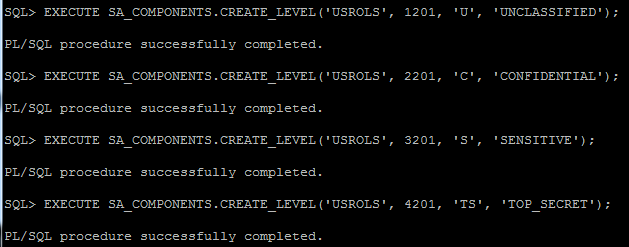 SQL> EXECUTE SA_COMPONENTS.CREATE_LEVEL('USROLS', 1201, 'U', 'UNCLASSIFIED');
PL/SQL procedure successfully completed.
SQL> EXECUTE SA_COMPONENTS.CREATE_LEVEL('USROLS', 2201, 'C', 'CONFIDENTIAL');
PL/SQL procedure successfully completed.
SQL> EXECUTE SA_COMPONENTS.CREATE_LEVEL('USROLS', 3201, 'S', 'SENSITIVE');
PL/SQL procedure successfully completed.
SQL> EXECUTE SA_COMPONENTS.CREATE_LEVEL('USROLS', 4201, 'TS', 'TOP_SECRET');
PL/SQL procedure successfully completed.